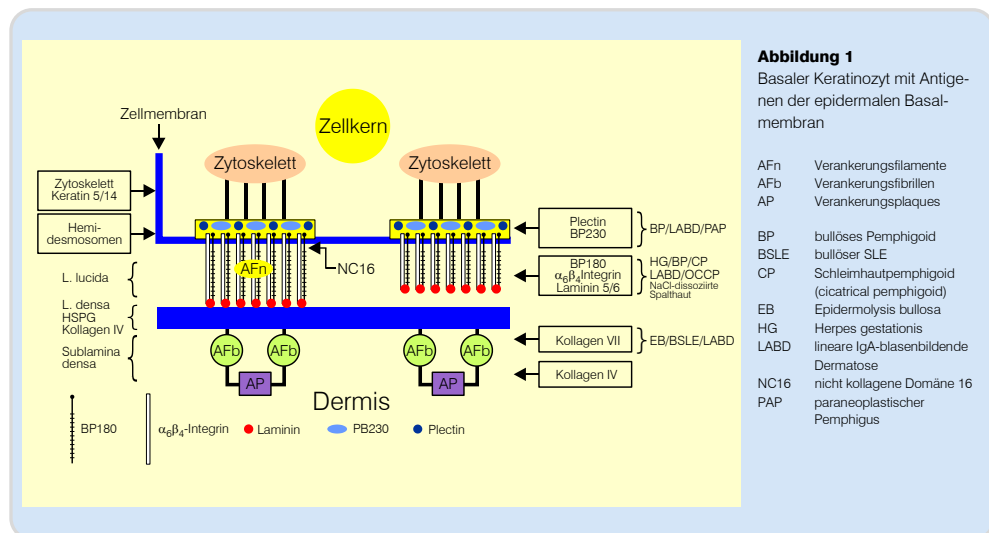 Zellmembran
Zellkern
Zytoskelett
Zytoskelett
Zytoskelett
Keratin 5/14
Hemi-
desmosomen
AFn
NC16
Plectin
BP230
BP/LABD/PAP
BP180
α6β4-Integrin
Laminin 5/6
HG/BP/CP
LABD/OCCP
NaCl-dissoziirte
Spalthaut
L. lucida
L. densa
HSPG
Kollagen IV
Sublamina
densa
AFb
AFb
AP
AFb
AFb
AP
Kollagen VII
EB/BSLE/LABD
Kollagen IV
Dermis
BP180
α6β4-Integrin
Laminin
PB230
Plectin
Abbildung 1
Basaler Keratinozyt mit Antige-
nen der epidermalen Basal-
membran
AFn Verankerungsfilamente
AFb Verankerungsfibrillen
AP Verankerungsplaques
BP bullöses Pemphigoid
BSLE bullöser SLE
CP Schleimhautpemphigoid
(cicatrical pemphigoid)
EB Epidermolysis bullosa
HG Herpes gestationis
LABD lineare IgA-blasenbildende
Dermatose
NC16 nicht kollagene Domäne 16
PAP paraneoplastischer
Pemphigus